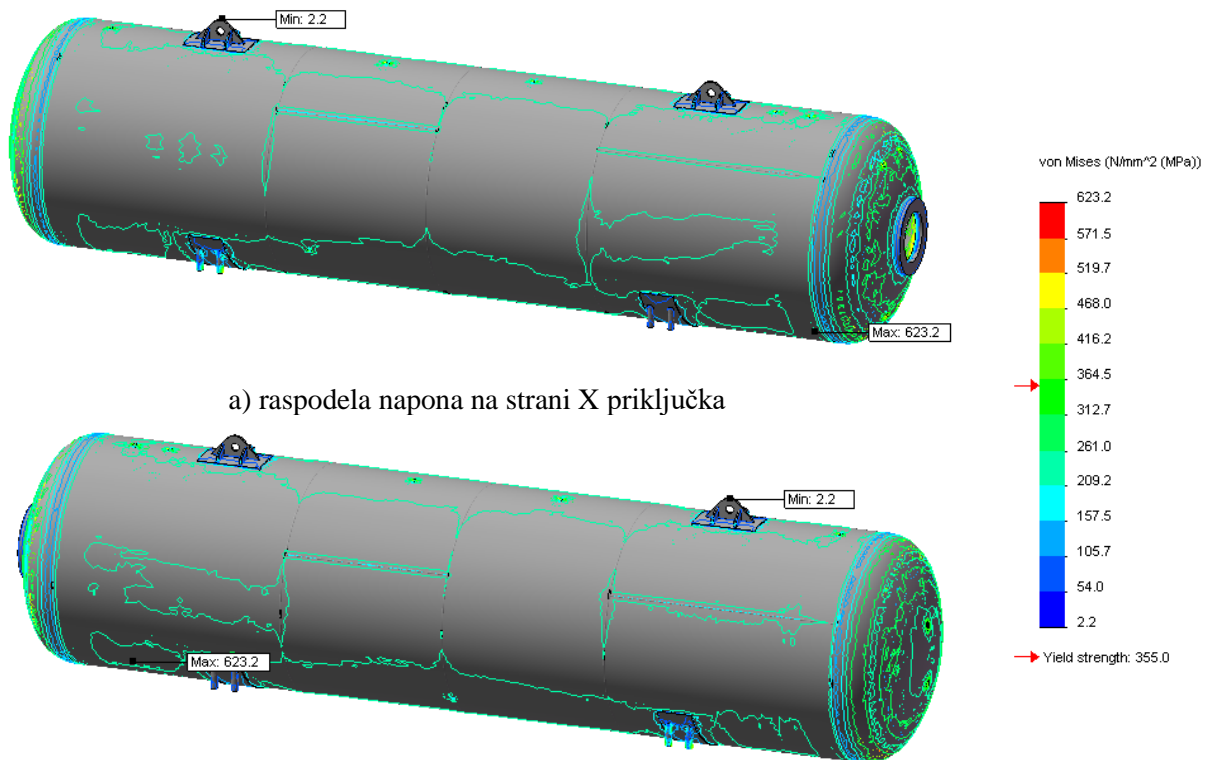 Min: 2.2
von Mises (N/mm^2 (MPa))
623.2
571.5
519.7
468.0
416.2
364.5
312.7
261.0
209.2
157.5
105.7
54.0
2.2
Yield strength: 355.0
Max: 623.2
a) raspodela napona na strani X priključka
Min: 2.2
Max: 623.2